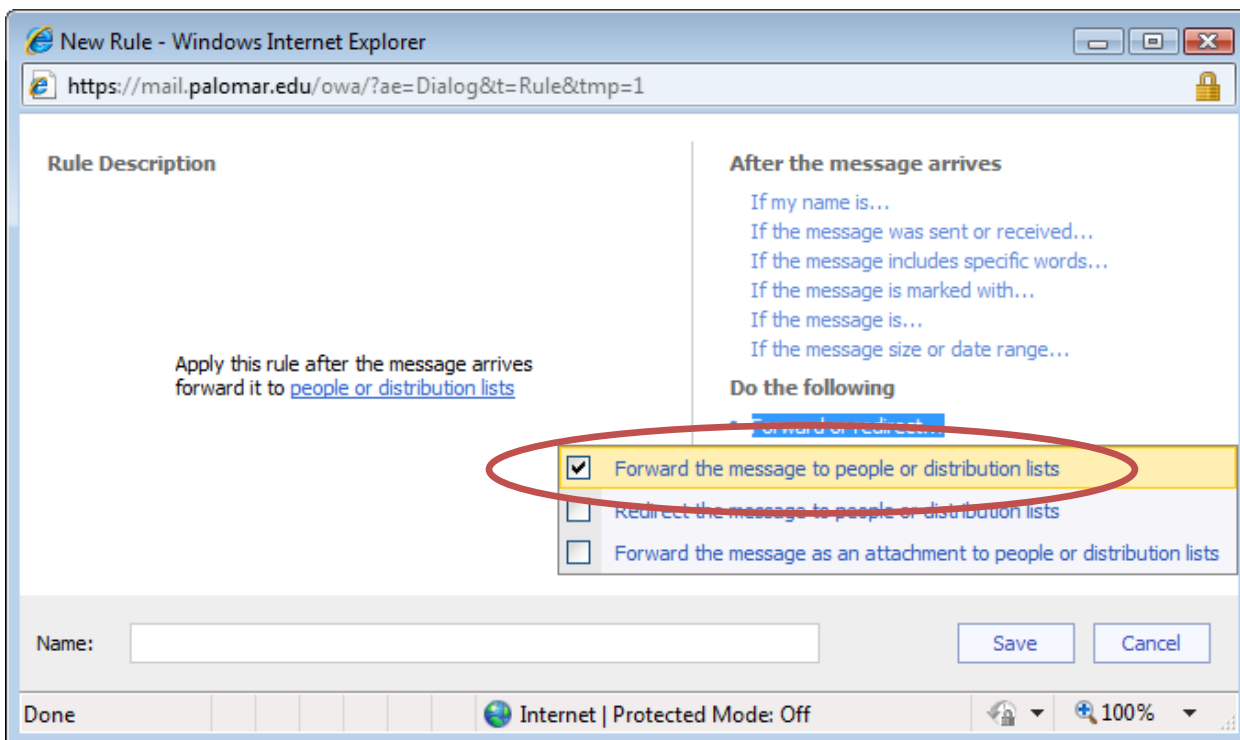 New Rule - Windows Internet Explorer
https://mail.palomar.edu/owa/?ae=Dialog&t=Rule&tmp=1
Rule Description
Apply this rule after the message arrives
forward it to people or distribution lists
After the message arrives
If my name is...
If the message was sent or received...
If the message includes specific words...
If the message is marked with...
If the message is...
If the message size or date range...
Do the following
Forward or redirect...
Forward the message to people or distribution lists
Redirect the message to people or distribution lists
Forward the message as an attachment to people or distribution lists
Name:
Save
Cancel
Done
Internet | Protected Mode: Off
100%